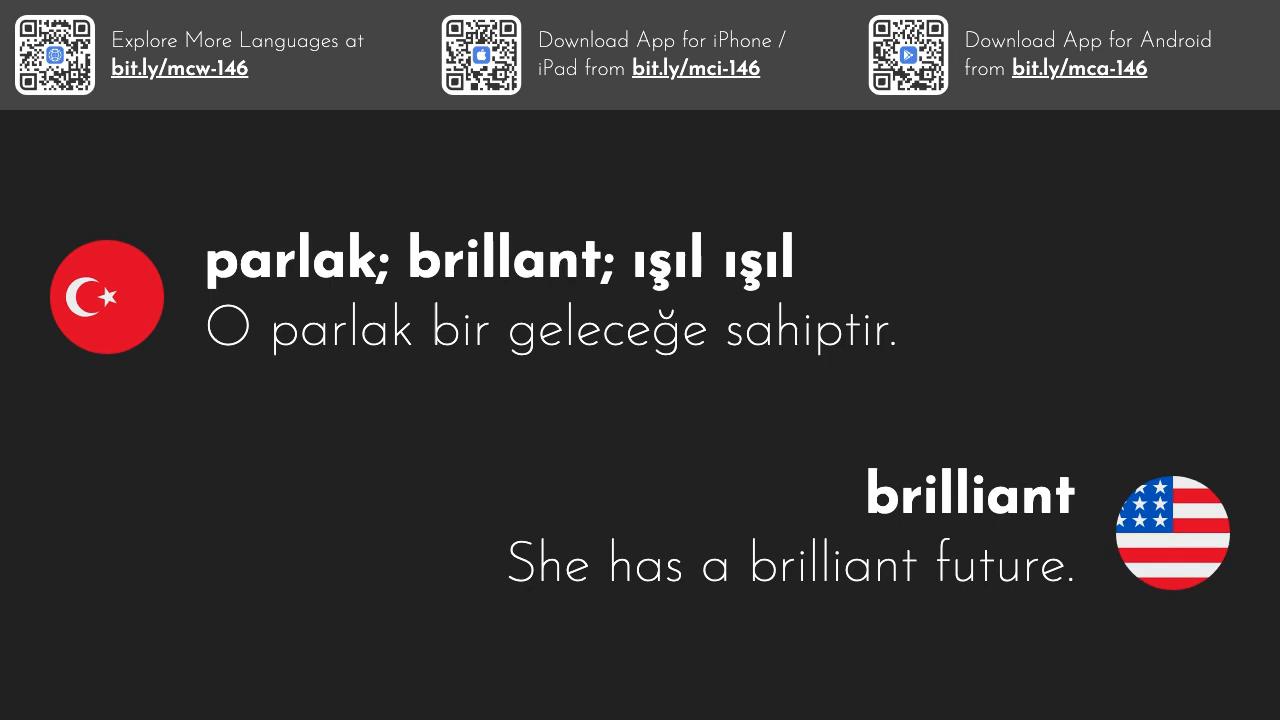 Explore More Languages at
bit.ly/mcw-146
Download App for iPhone /
iPad from bit.ly/mci-146
Download App for Android
from bit.ly/mca-146
parlak; brillant; ışıl ışıl
O parlak bir geleceğe sahiptir.
brilliant
She has a brilliant future.